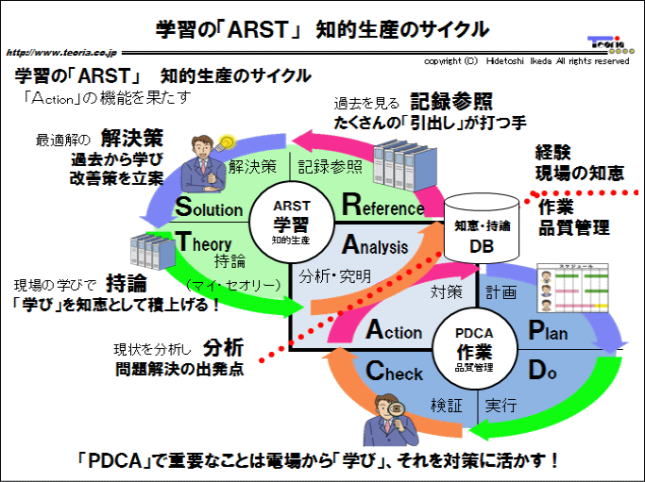 学習の「ARST」 知的生産のサイクル
http://www.teoria.co.jp
Teoria
copyright (C) Hidetoshi Ikeda All rights reserved
学習の「ARST」 知的生産のサイクル
「Action」の機能を果たす
過去を見る 記録参照
たくさんの「引出し」が打つ手
最適解の 解決策
過去から学び
改善策を立案
解決策
記録参照
経験
現場の知恵
作業
品質管理
Solution
Reference
ARST
学習
知的生産
知恵・持論
DB
Theory
持論
(マイ・セオリー)
Analysis
分析・究明
現場の学びで 持論
「学び」を知恵として積上げる!
対策
計画
スケジュール
Action
Plan
PDCA
作業
品質管理
現状を分析し 分析
問題解決の出発点
Check
Do
検証
実行
「PDCA」で重要なことは電場から「学び」、それを対策に活かす!